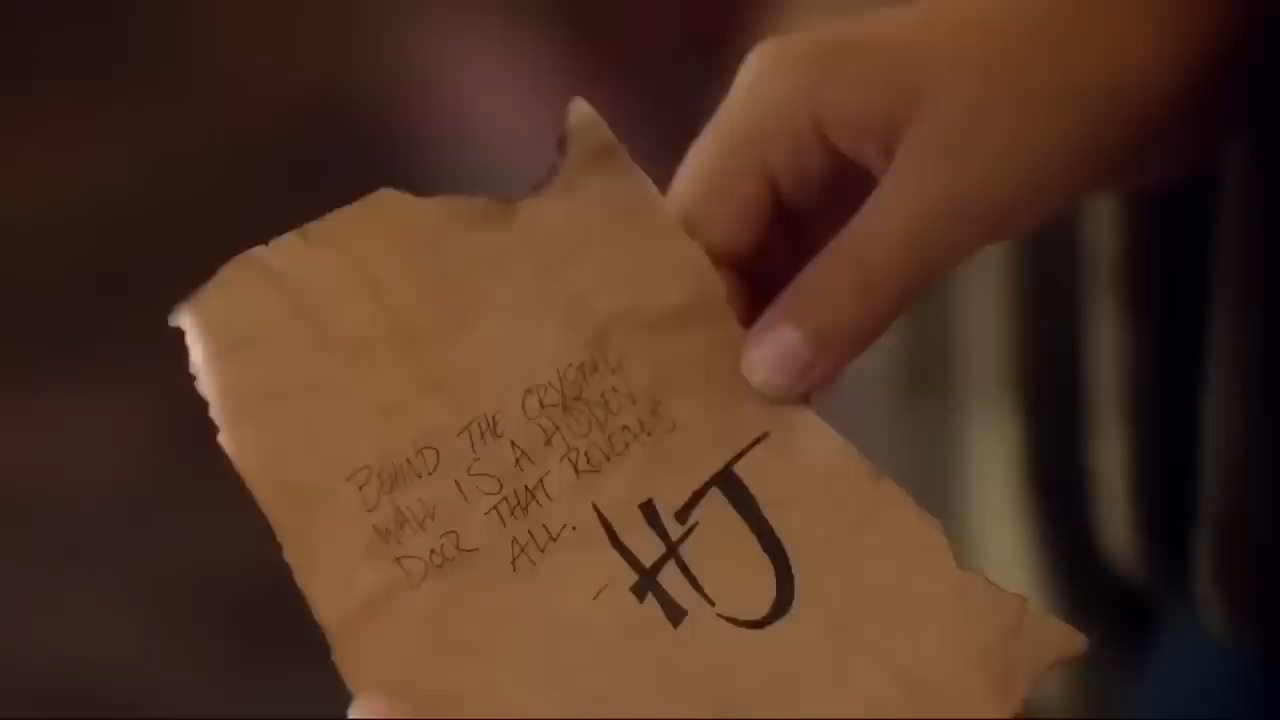 BEHIND THE CRYSTAL
WALL IS A HIDDEN
DOOR THAT REVEALS
ALL.
-HJ